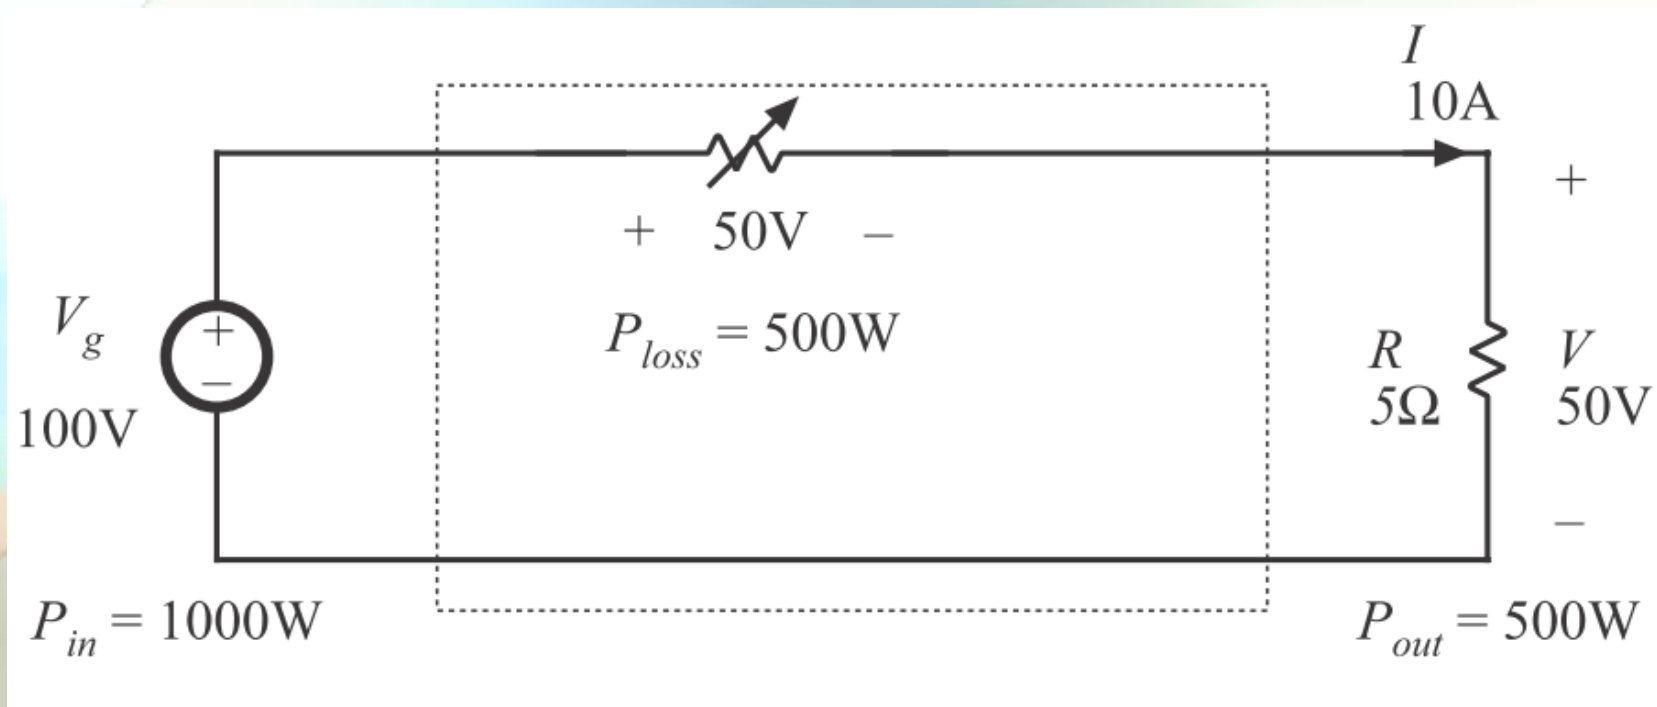 I
10A
+
+ 50V −
V_g
+
−
100V
P_loss = 500W
R
5Ω
V
50V
−
P_in = 1000W
P_out = 500W